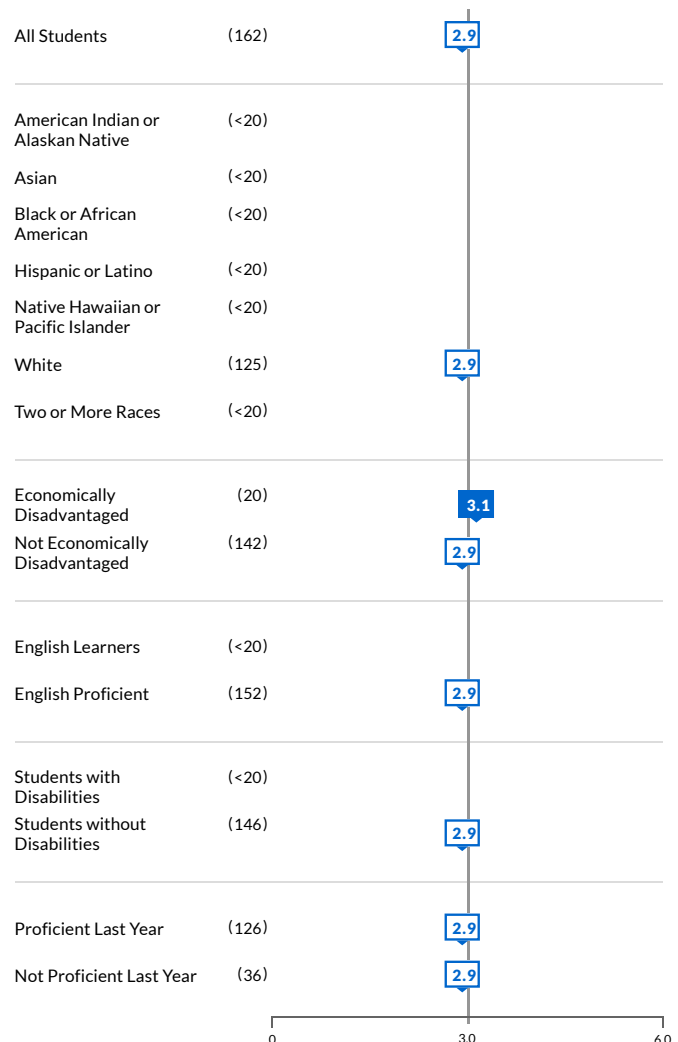 All Students (162) 2.9
American Indian or (<20)
Alaskan Native
Asian (<20)
Black or African (<20)
American
Hispanic or Latino (<20)
Native Hawaiian or (<20)
Pacific Islander
White (125) 2.9
Two or More Races (<20)
Economically (20) 3.1
Disadvantaged
Not Economically (142) 2.9
Disadvantaged
English Learners (<20)
English Proficient (152) 2.9
Students with (<20)
Disabilities
Students without (146) 2.9
Disabilities
Proficient Last Year (126) 2.9
Not Proficient Last Year (36) 2.9
0 3.0 6.0